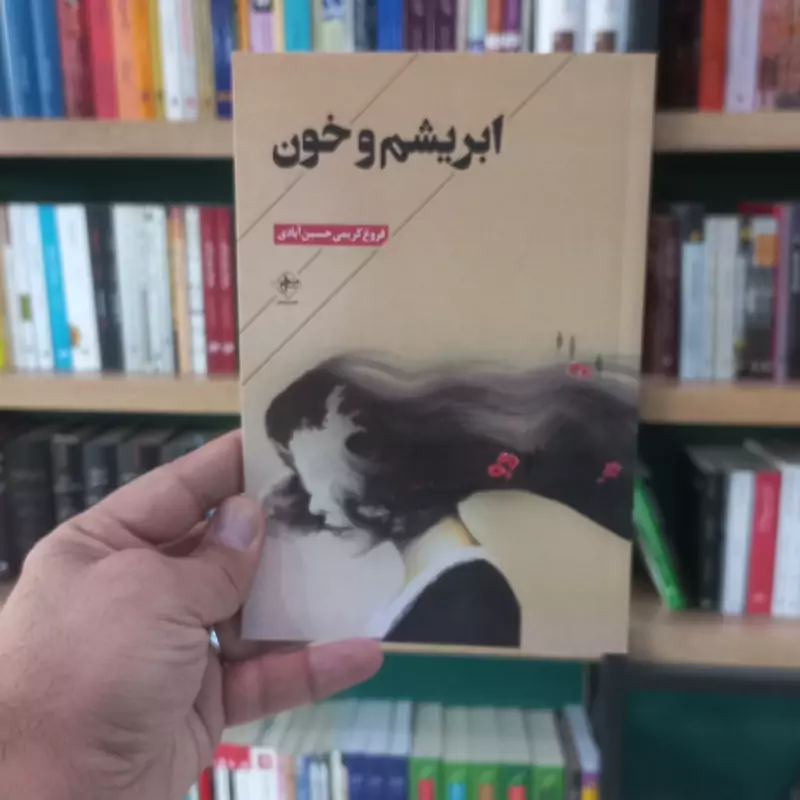 ابریشم و خون
فروغ کریمی حسین‌آبادی